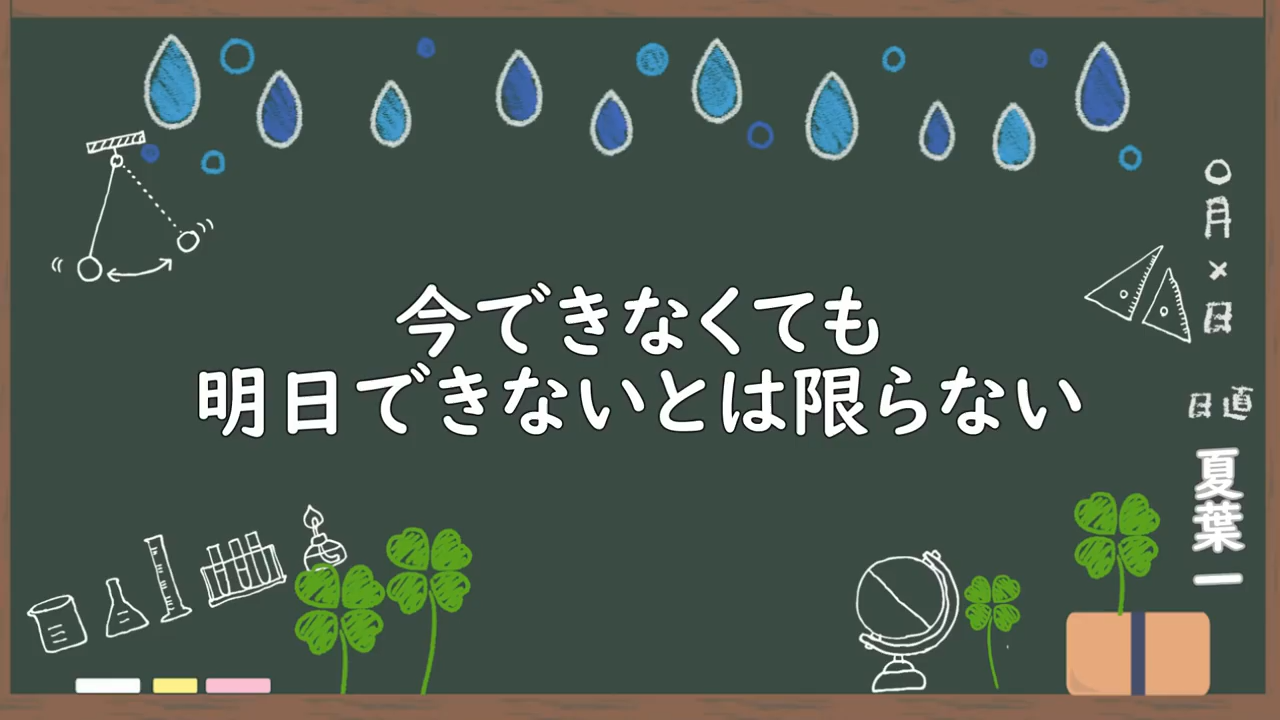 今できなくても
明日できないとは限らない
〇月×日
日直
夏葉一